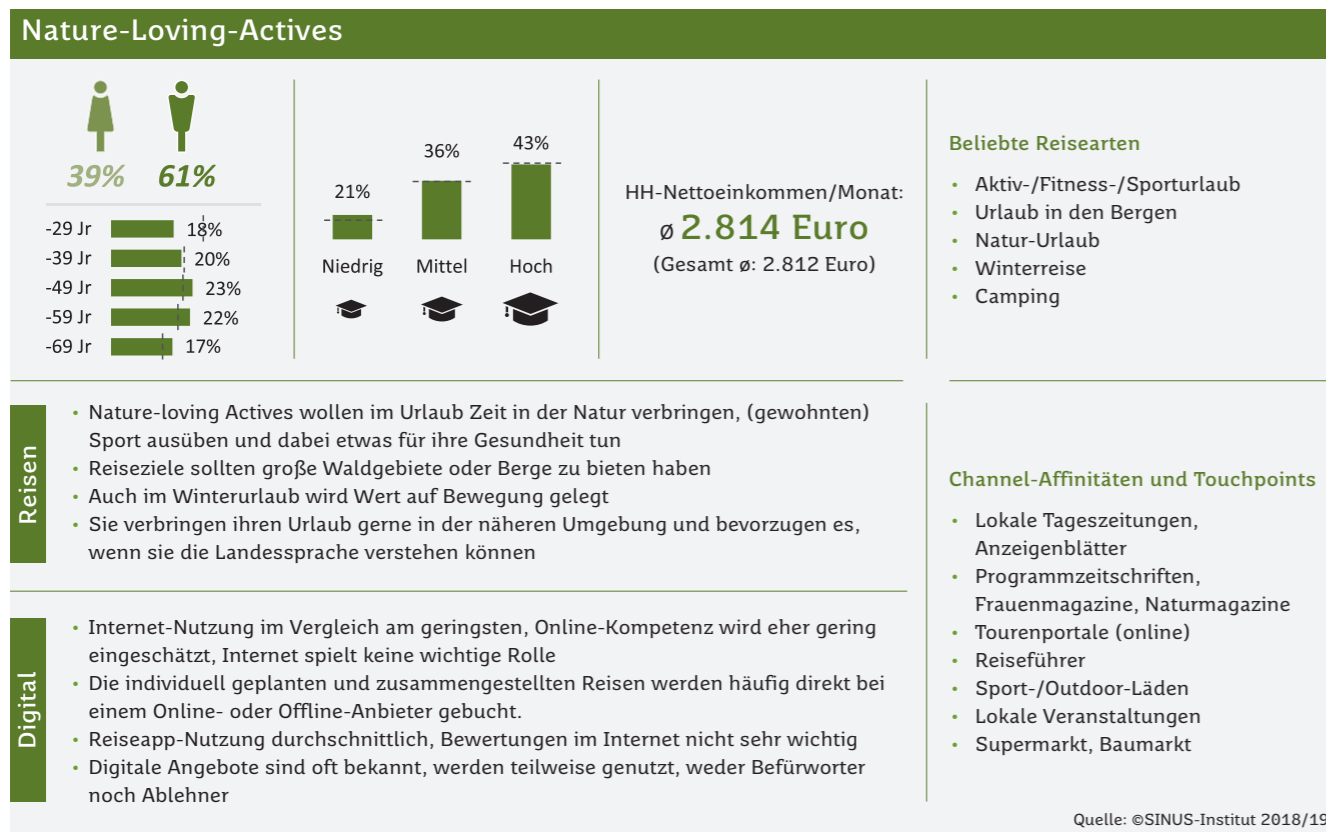 Nature-Loving-Actives
39% 61%
-29 Jr 18%
-39 Jr 20%
-49 Jr 23%
-59 Jr 22%
-69 Jr 17%
21% 36% 43%
Niedrig Mittel Hoch
HH-Nettoeinkommen/Monat:
ø 2.814 Euro
(Gesamt ø: 2.812 Euro)
Beliebte Reisearten
• Aktiv-/Fitness-/Sporturlaub
• Urlaub in den Bergen
• Natur-Urlaub
• Winterreise
• Camping
Reisen
• Nature-loving Actives wollen im Urlaub Zeit in der Natur verbringen, (gewohnten)
Sport ausüben und dabei etwas für ihre Gesundheit tun
• Reiseziele sollten große Waldgebiete oder Berge zu bieten haben
• Auch im Winterurlaub wird Wert auf Bewegung gelegt
• Sie verbringen ihren Urlaub gerne in der näheren Umgebung und bevorzugen es,
wenn sie die Landessprache verstehen können
Digital
• Internet-Nutzung im Vergleich am geringsten, Online-Kompetenz wird eher gering
eingeschätzt, Internet spielt keine wichtige Rolle
• Die individuell geplanten und zusammengestellten Reisen werden häufig direkt bei
einem Online- oder Offline-Anbieter gebucht.
• Reiseapp-Nutzung durchschnittlich, Bewertungen im Internet nicht sehr wichtig
• Digitale Angebote sind oft bekannt, werden teilweise genutzt, weder Befürworter
noch Ablehner
Channel-Affinitäten und Touchpoints
• Lokale Tageszeitungen,
Anzeigenblätter
• Programmzeitschriften,
Frauenmagazine, Naturmagazine
• Tourenportale (online)
• Reiseführer
• Sport-/Outdoor-Läden
• Lokale Veranstaltungen
• Supermarkt, Baumarkt
Quelle: ©SINUS-Institut 2018/19